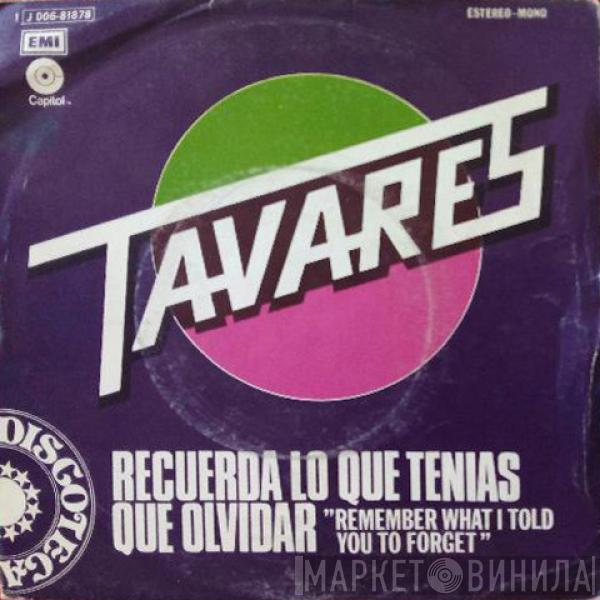 1 J 006-81878
ESTEREO-MONO
EMI
Capitol
TAVARES
DISCOTECA
RECUERDA LO QUE TENIAS
QUE OLVIDAR "REMEMBER WHAT I TOLD
YOU TO FORGET"
МАРКЕТ ВИНИЛА